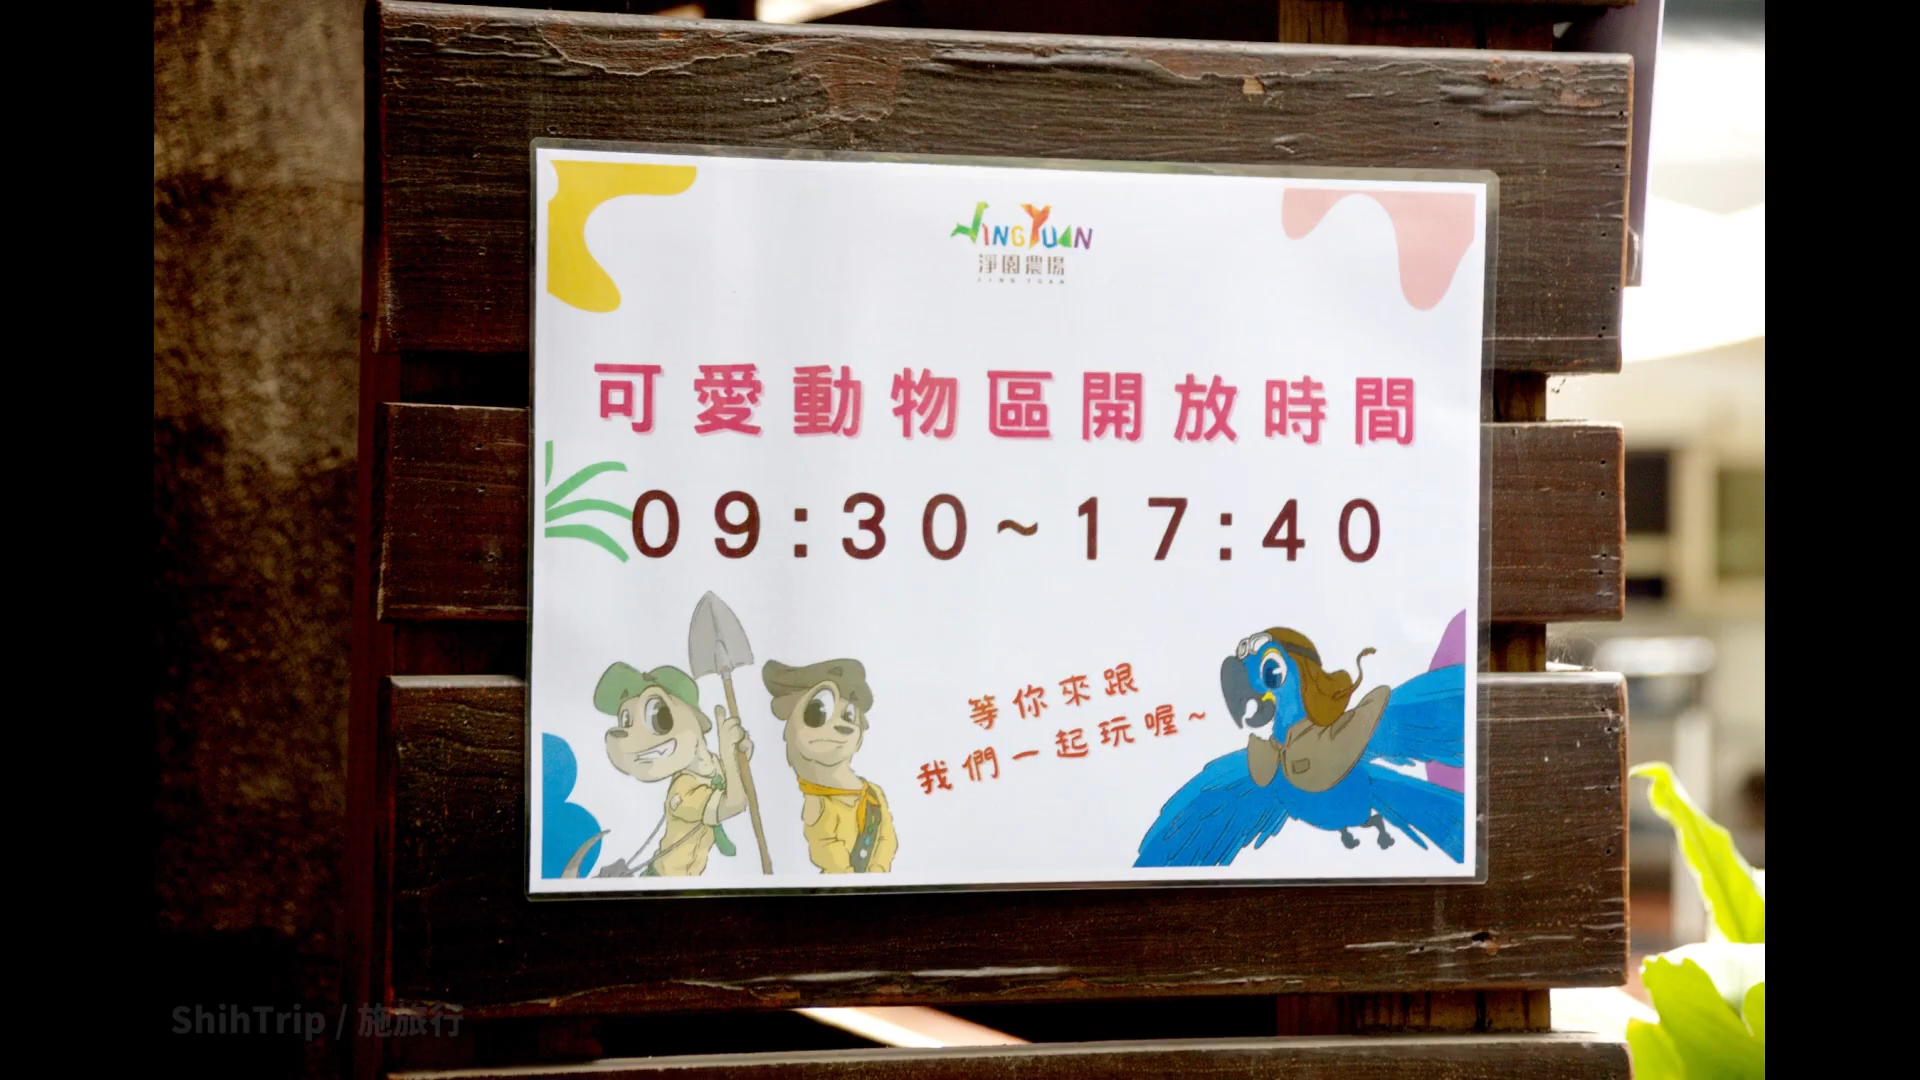 JINGYUAN
淨園農場
JING YUAN
可愛動物區開放時間
09:30~17:40
等你來跟
我們一起玩喔~
ShihTrip / 施旅行